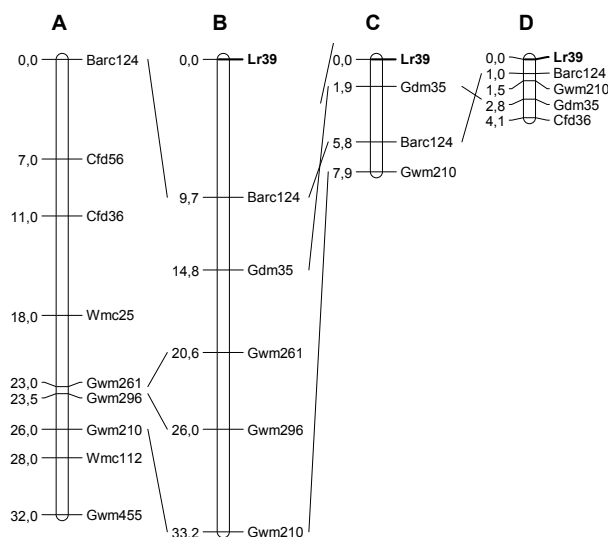 A
0,0 Barc124
7,0 Cfd56
11,0 Cfd36
18,0 Wmc25
23,0 Gwm261
23,5 Gwm296
26,0 Gwm210
28,0 Wmc112
32,0 Gwm455
B
0,0 Lr39
9,7 Barc124
14,8 Gdm35
20,6 Gwm261
26,0 Gwm296
33,2 Gwm210
C
0,0 Lr39
1,9 Gdm35
5,8 Barc124
7,9 Gwm210
D
0,0 Lr39
1,0 Barc124
1,5 Gwm210
2,8 Gdm35
4,1 Cfd36